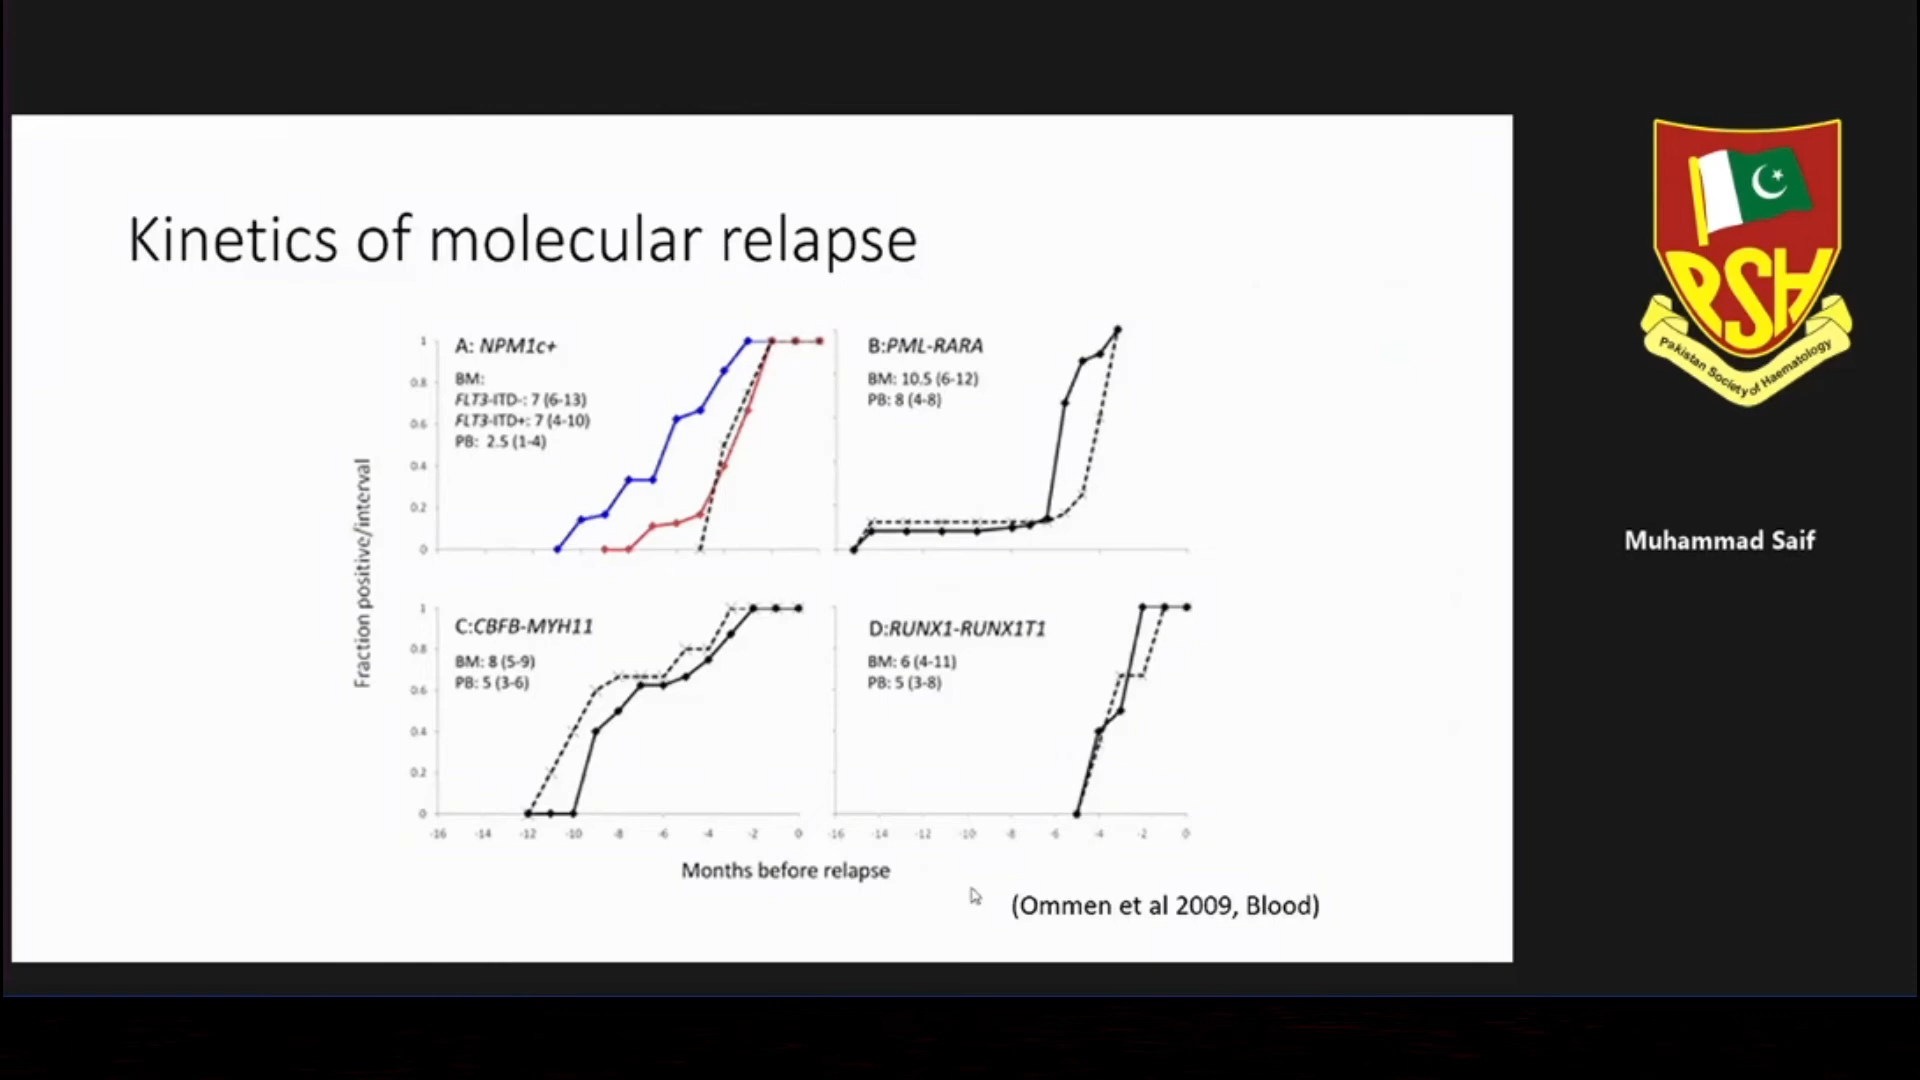 Kinetics of molecular relapse
Fraction positive/interval
A: NPM1c+
BM:
FLT3-ITD-: 7 (6-13)
FLT3-ITD+: 7 (4-10)
PB: 2.5 (1-4)
1
0.8
0.6
0.4
0.2
0
B:PML-RARA
BM: 10.5 (6-12)
PB: 8 (4-8)
C:CBFB-MYH11
BM: 8 (5-9)
PB: 5 (3-6)
1
0.8
0.6
0.4
0.2
0
-16 -14 -12 -10 -8 -6 -4 -2 0
D:RUNX1-RUNX1T1
BM: 6 (4-11)
PB: 5 (3-8)
-16 -14 -12 -10 -8 -6 -4 -2 0
Months before relapse
(Ommen et al 2009, Blood)
PSH
Pakistan Society of Haematology
Muhammad Saif